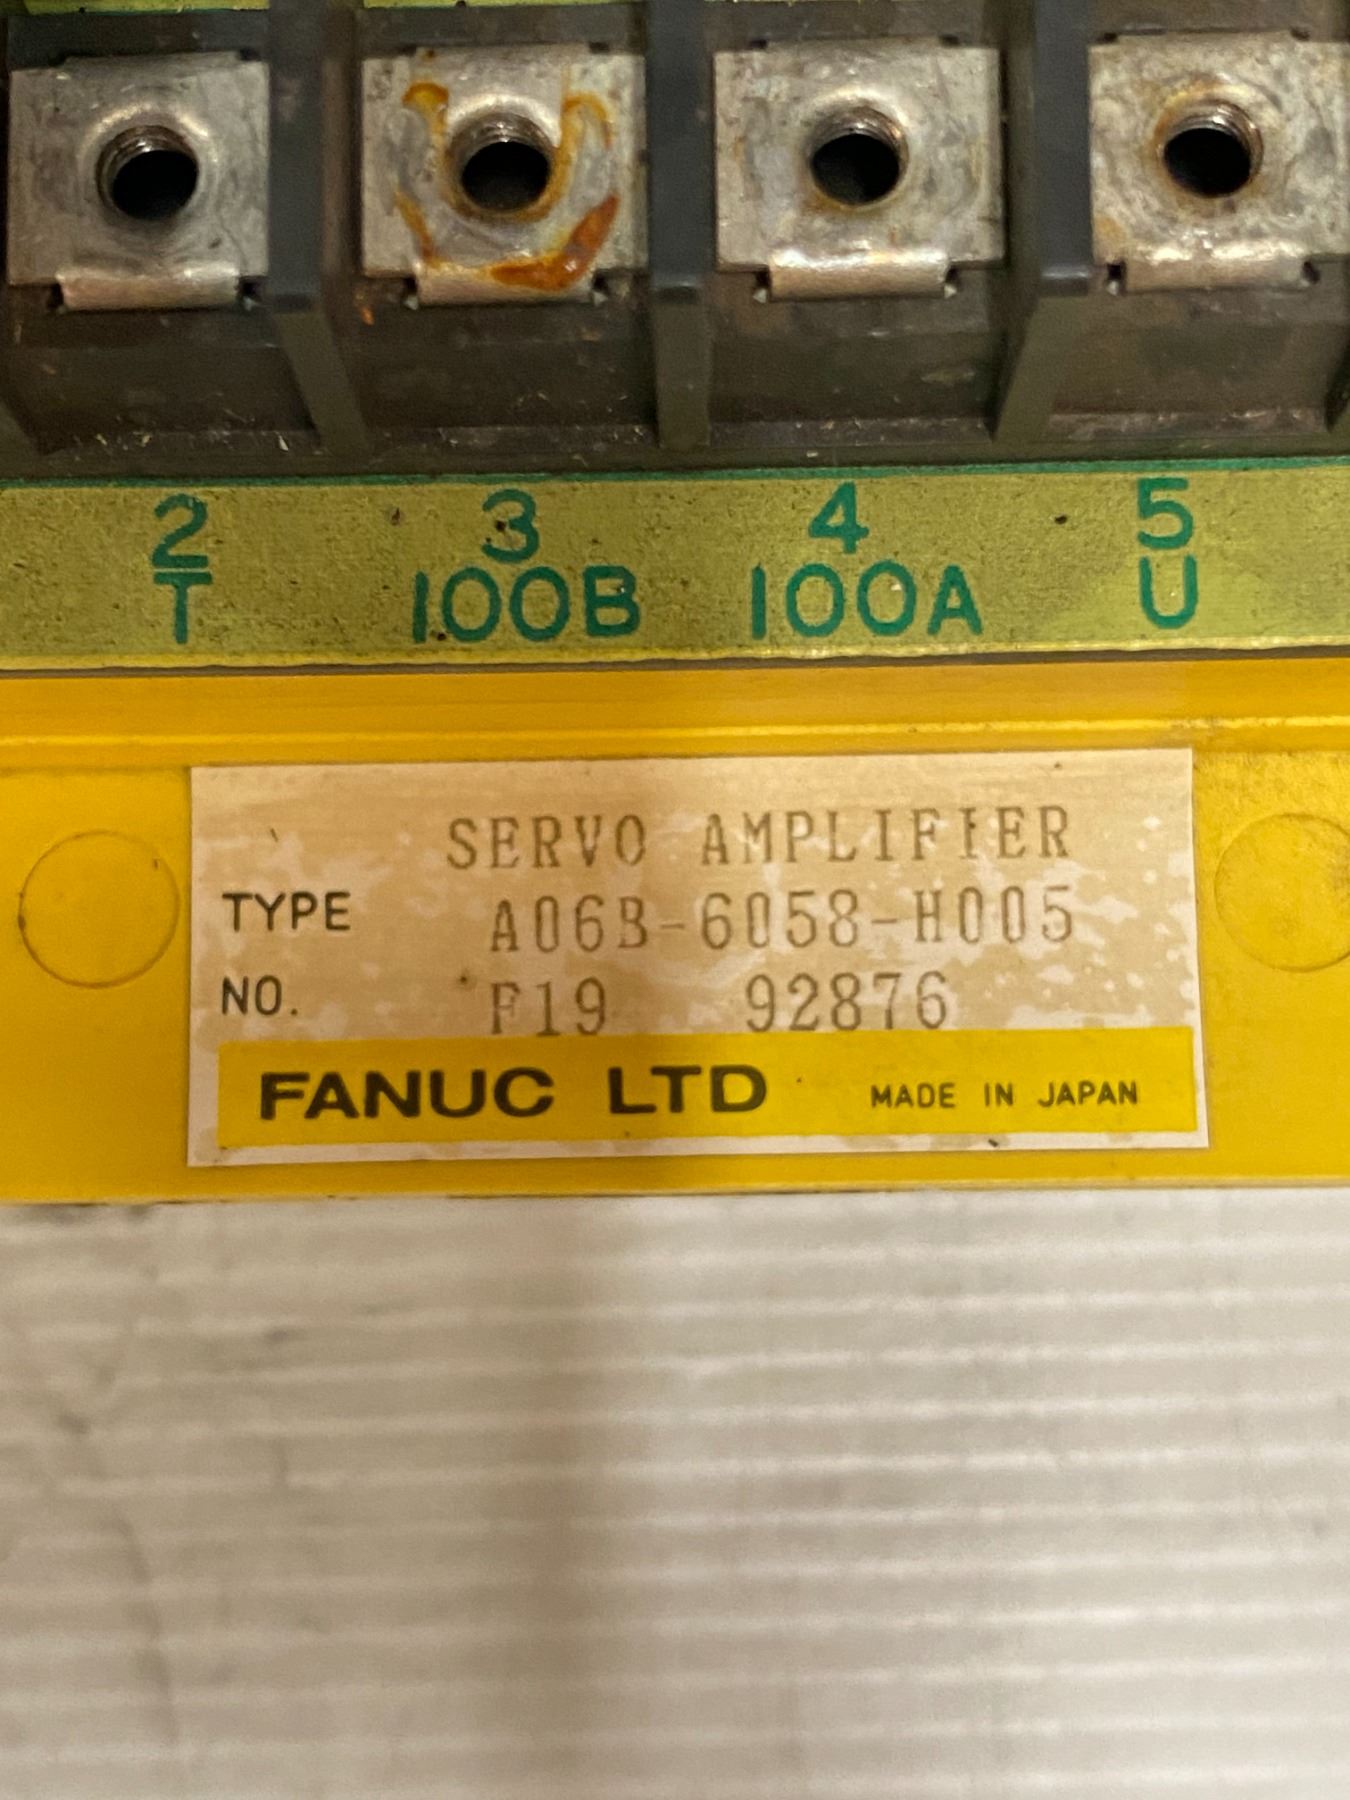 2 3 4 5
T 100B 100A U
SERVO AMPLIFIER
TYPE A06B-6058-H005
NO. F19 92876
FANUC LTD MADE IN JAPAN